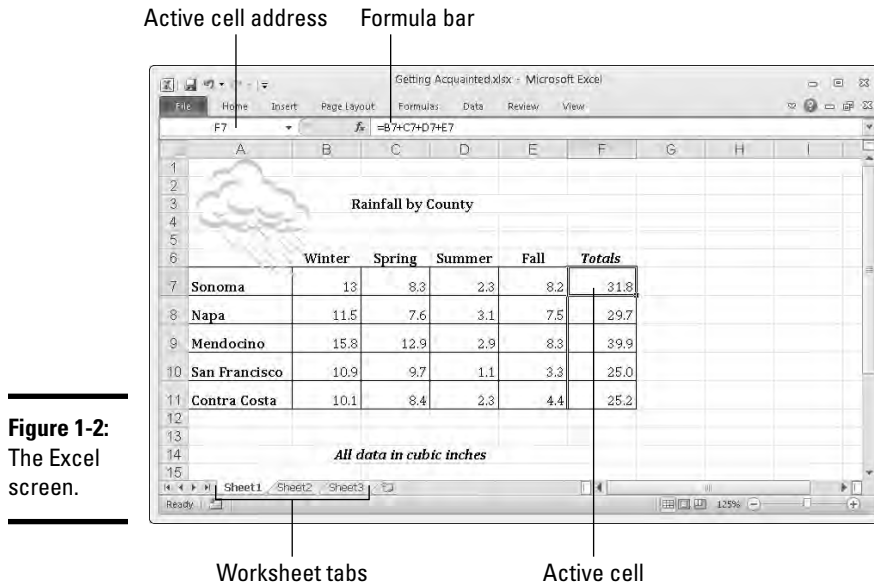 Active cell address Formula bar
Getting Acquainted.xlsx - Microsoft Excel
File Home Insert Page Layout Formulas Data Review View
F7 fx =B7+C7+D7+E7
A B C D E F G H I
1
2
3 Rainfall by County
4
5
6 Winter Spring Summer Fall Totals
7 Sonoma 13 8.3 2.3 8.2 31.8
8 Napa 11.5 7.6 3.1 7.5 29.7
9 Mendocino 15.8 12.9 2.9 8.3 39.9
10 San Francisco 10.9 9.7 1.1 3.3 25.0
11 Contra Costa 10.1 8.4 2.3 4.4 25.2
12
13
14 All data in cubic inches
15
Sheet1 Sheet2 Sheet3
Ready 125%
Figure 1-2:
The Excel
screen.
Worksheet tabs Active cell